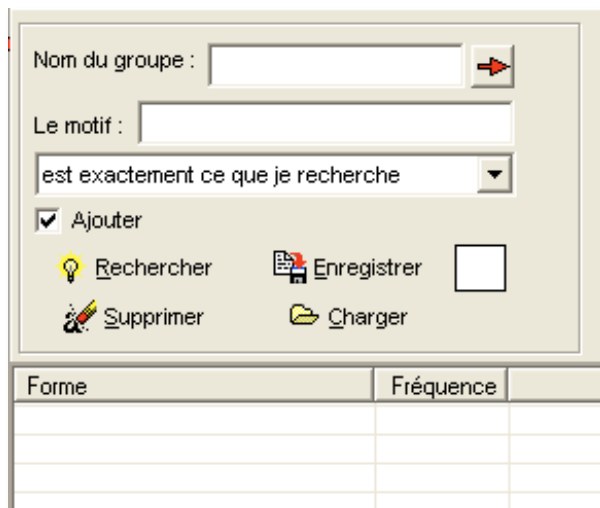 Nom du groupe :
Le motif :
est exactement ce que je recherche
Ajouter
Rechercher Enregistrer
Supprimer Charger
Forme Fréquence